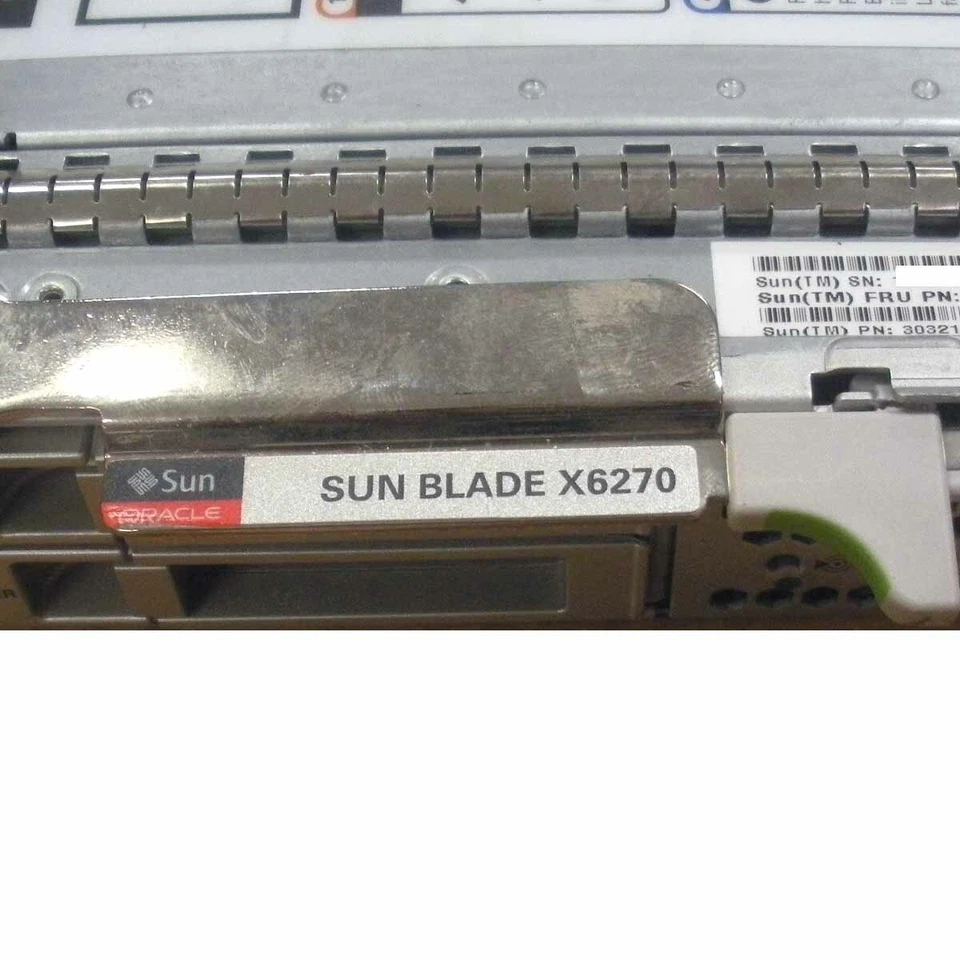 Sun(TM) SN:
Sun(TM) FRU PN:
Sun(TM) PN: 30321
Sun
ORACLE
SUN BLADE X6270